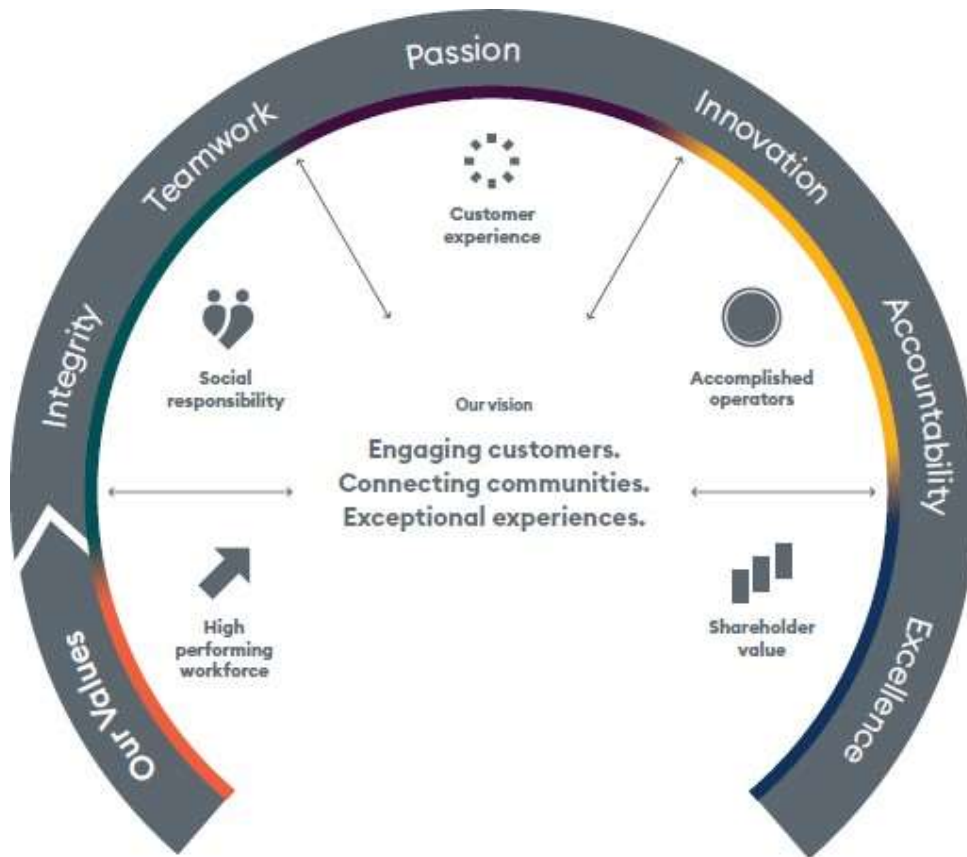 Our Values
Integrity
Teamwork
Passion
Innovation
Accountability
Excellence
Customer
experience
Social
responsibility
Accomplished
operators
Our vision
Engaging customers.
Connecting communities.
Exceptional experiences.
High
performing
workforce
Shareholder
value